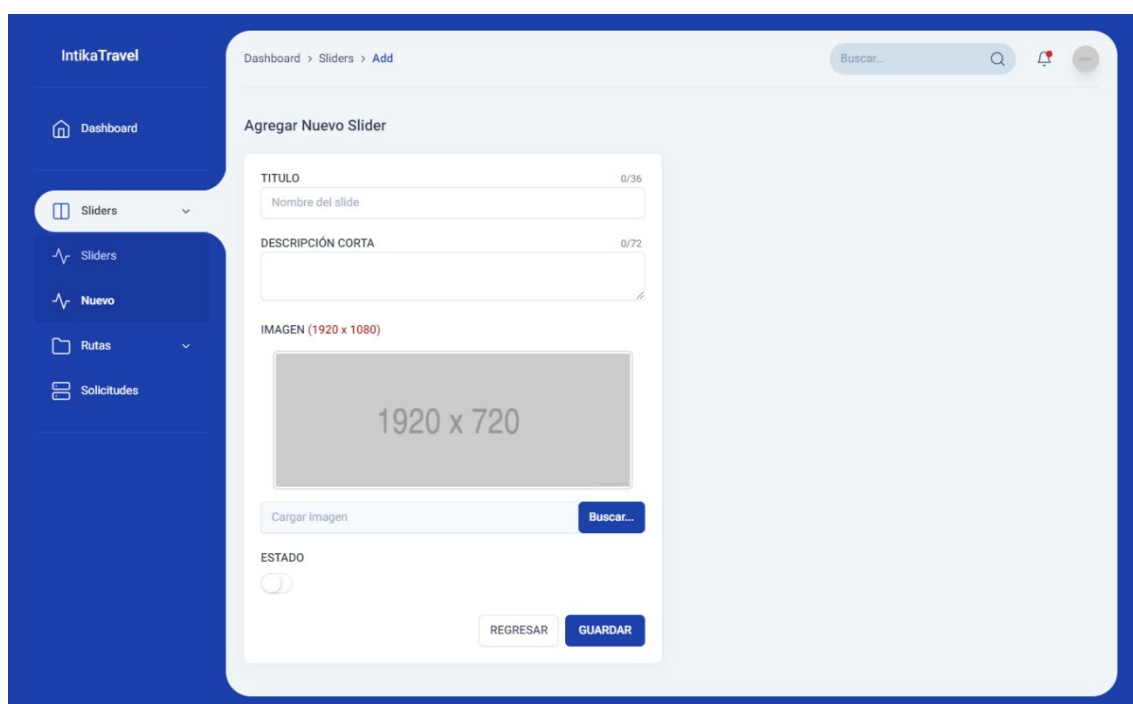 IntikaTravel
Dashboard > Sliders > Add
Buscar...
Dashboard
Sliders
Sliders
Nuevo
Rutas
Solicitudes
Agregar Nuevo Slider
TITULO 0/36
Nombre del slide
DESCRIPCIÓN CORTA 0/72
IMAGEN (1920 x 1080)
1920 x 720
Cargar imagen Buscar...
ESTADO
REGRESAR GUARDAR